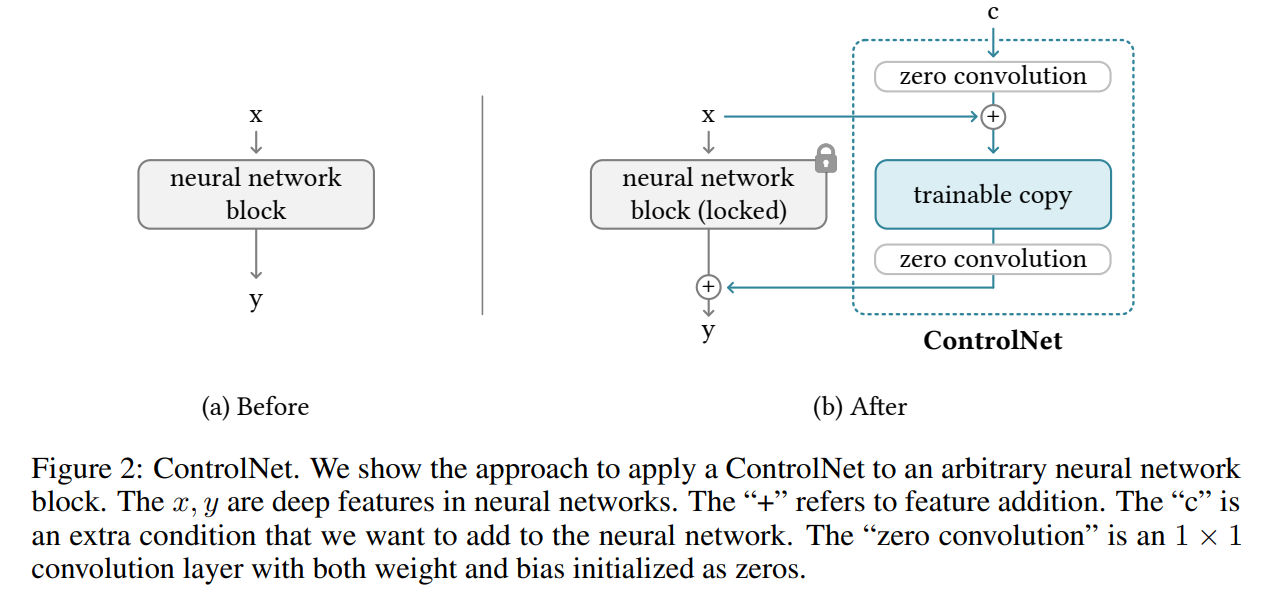 x
neural network
block
y
(a) Before
c
zero convolution
x
+
neural network
block (locked)
trainable copy
zero convolution
+
y
ControlNet
(b) After
Figure 2: ControlNet. We show the approach to apply a ControlNet to an arbitrary neural network
block. The x, y are deep features in neural networks. The “+” refers to feature addition. The “c” is
an extra condition that we want to add to the neural network. The “zero convolution” is an 1 × 1
convolution layer with both weight and bias initialized as zeros.